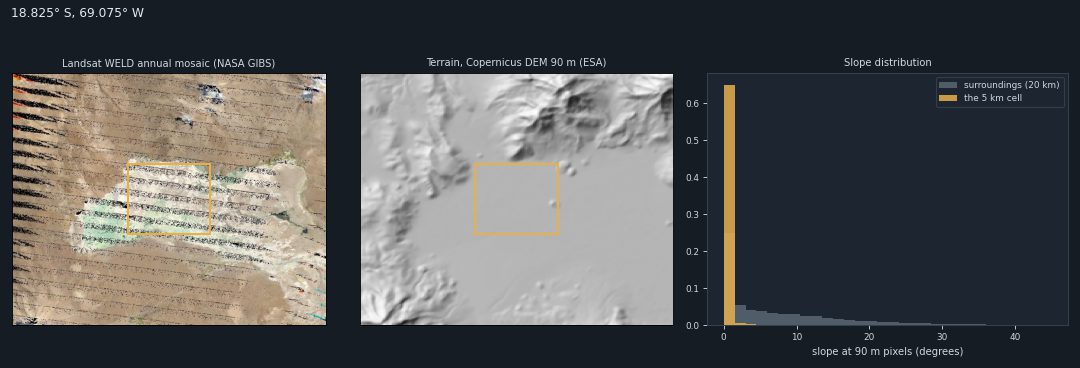 18.825° S, 69.075° W
Landsat WELD annual mosaic (NASA GIBS)
Terrain, Copernicus DEM 90 m (ESA)
Slope distribution
surroundings (20 km)
the 5 km cell
0.6
0.5
0.4
0.3
0.2
0.1
0.0
0 10 20 30 40
slope at 90 m pixels (degrees)